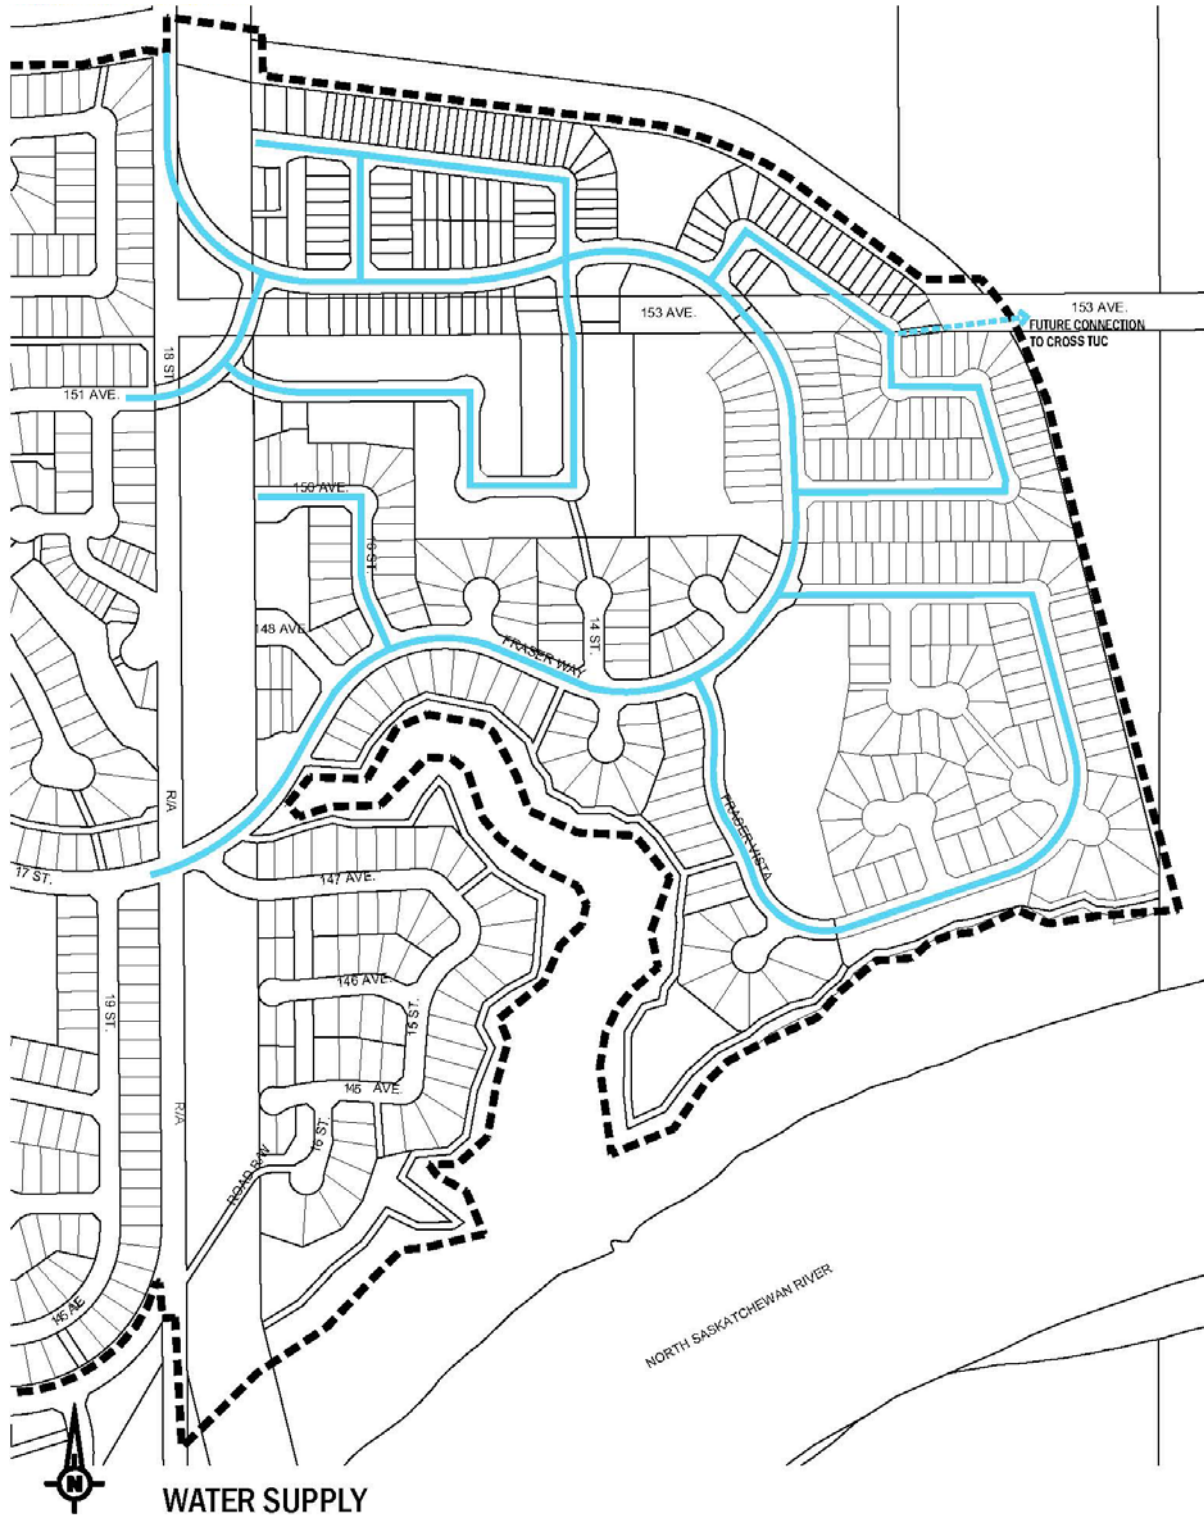 153 AVE.
153 AVE.
FUTURE CONNECTION
TO CROSS TUC
18 ST.
151 AVE.
150 AVE.
16 ST.
148 AVE.
14 ST.
FRASER WAY
R/A
FRASER VISTA
17 ST.
147 AVE.
146 AVE.
19 ST.
15 ST.
145 AVE.
R/A
16 ST.
ROAD R/W
NORTH SASKATCHEWAN RIVER
N
WATER SUPPLY